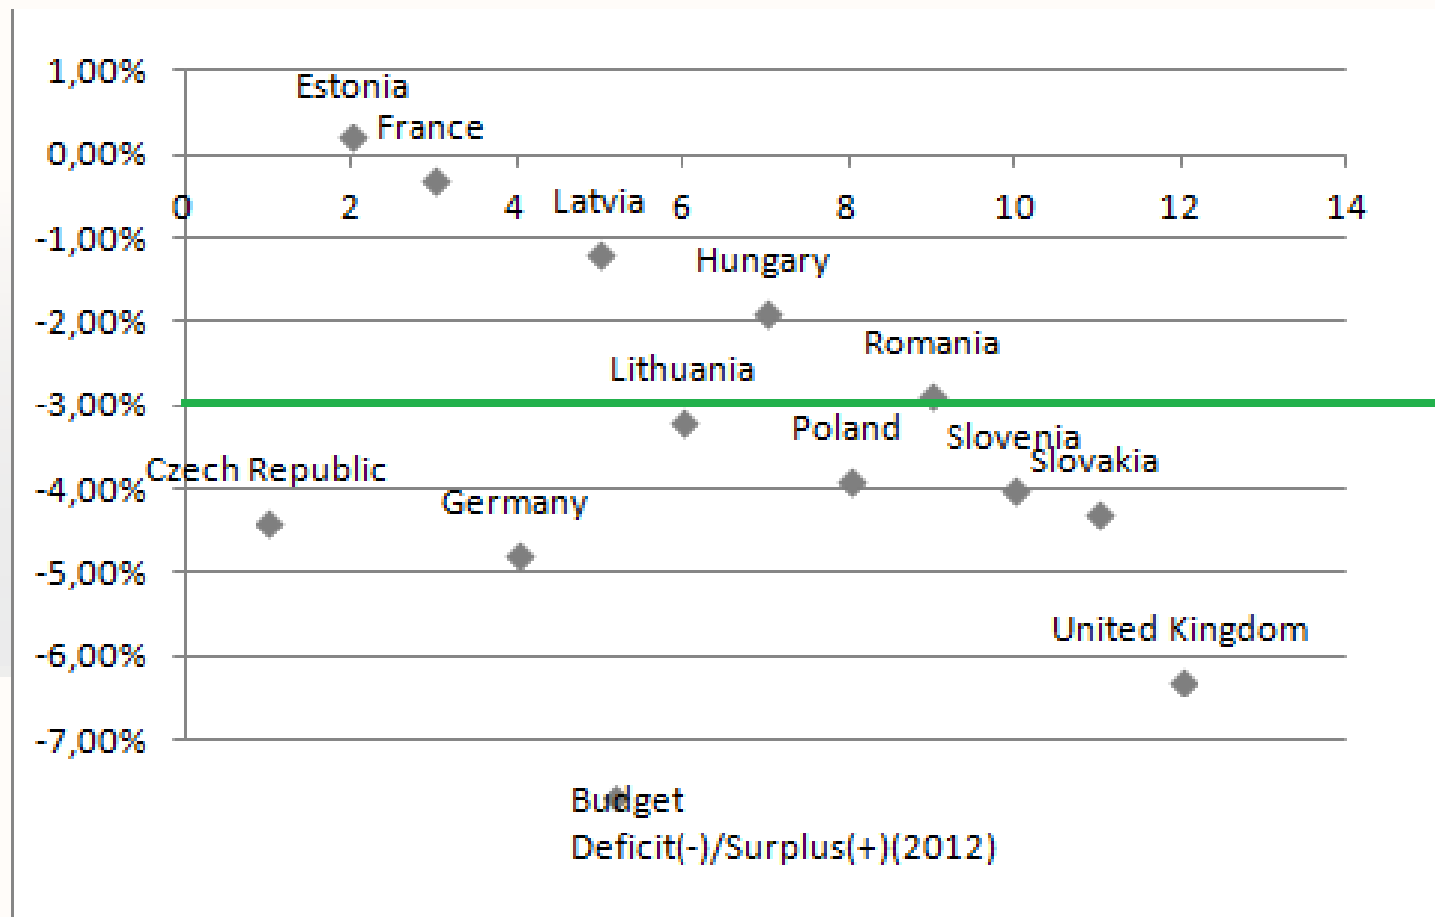 1,00%
Estonia
France
0,00%
0 2 4 Latvia 6 8 10 12 14
-1,00%
Hungary
-2,00%
Romania
Lithuania
-3,00%
Poland
Slovenia
Slovakia
Czech Republic
-4,00%
Germany
-5,00%
United Kingdom
-6,00%
-7,00%
Budget
Deficit(-)/Surplus(+)(2012)